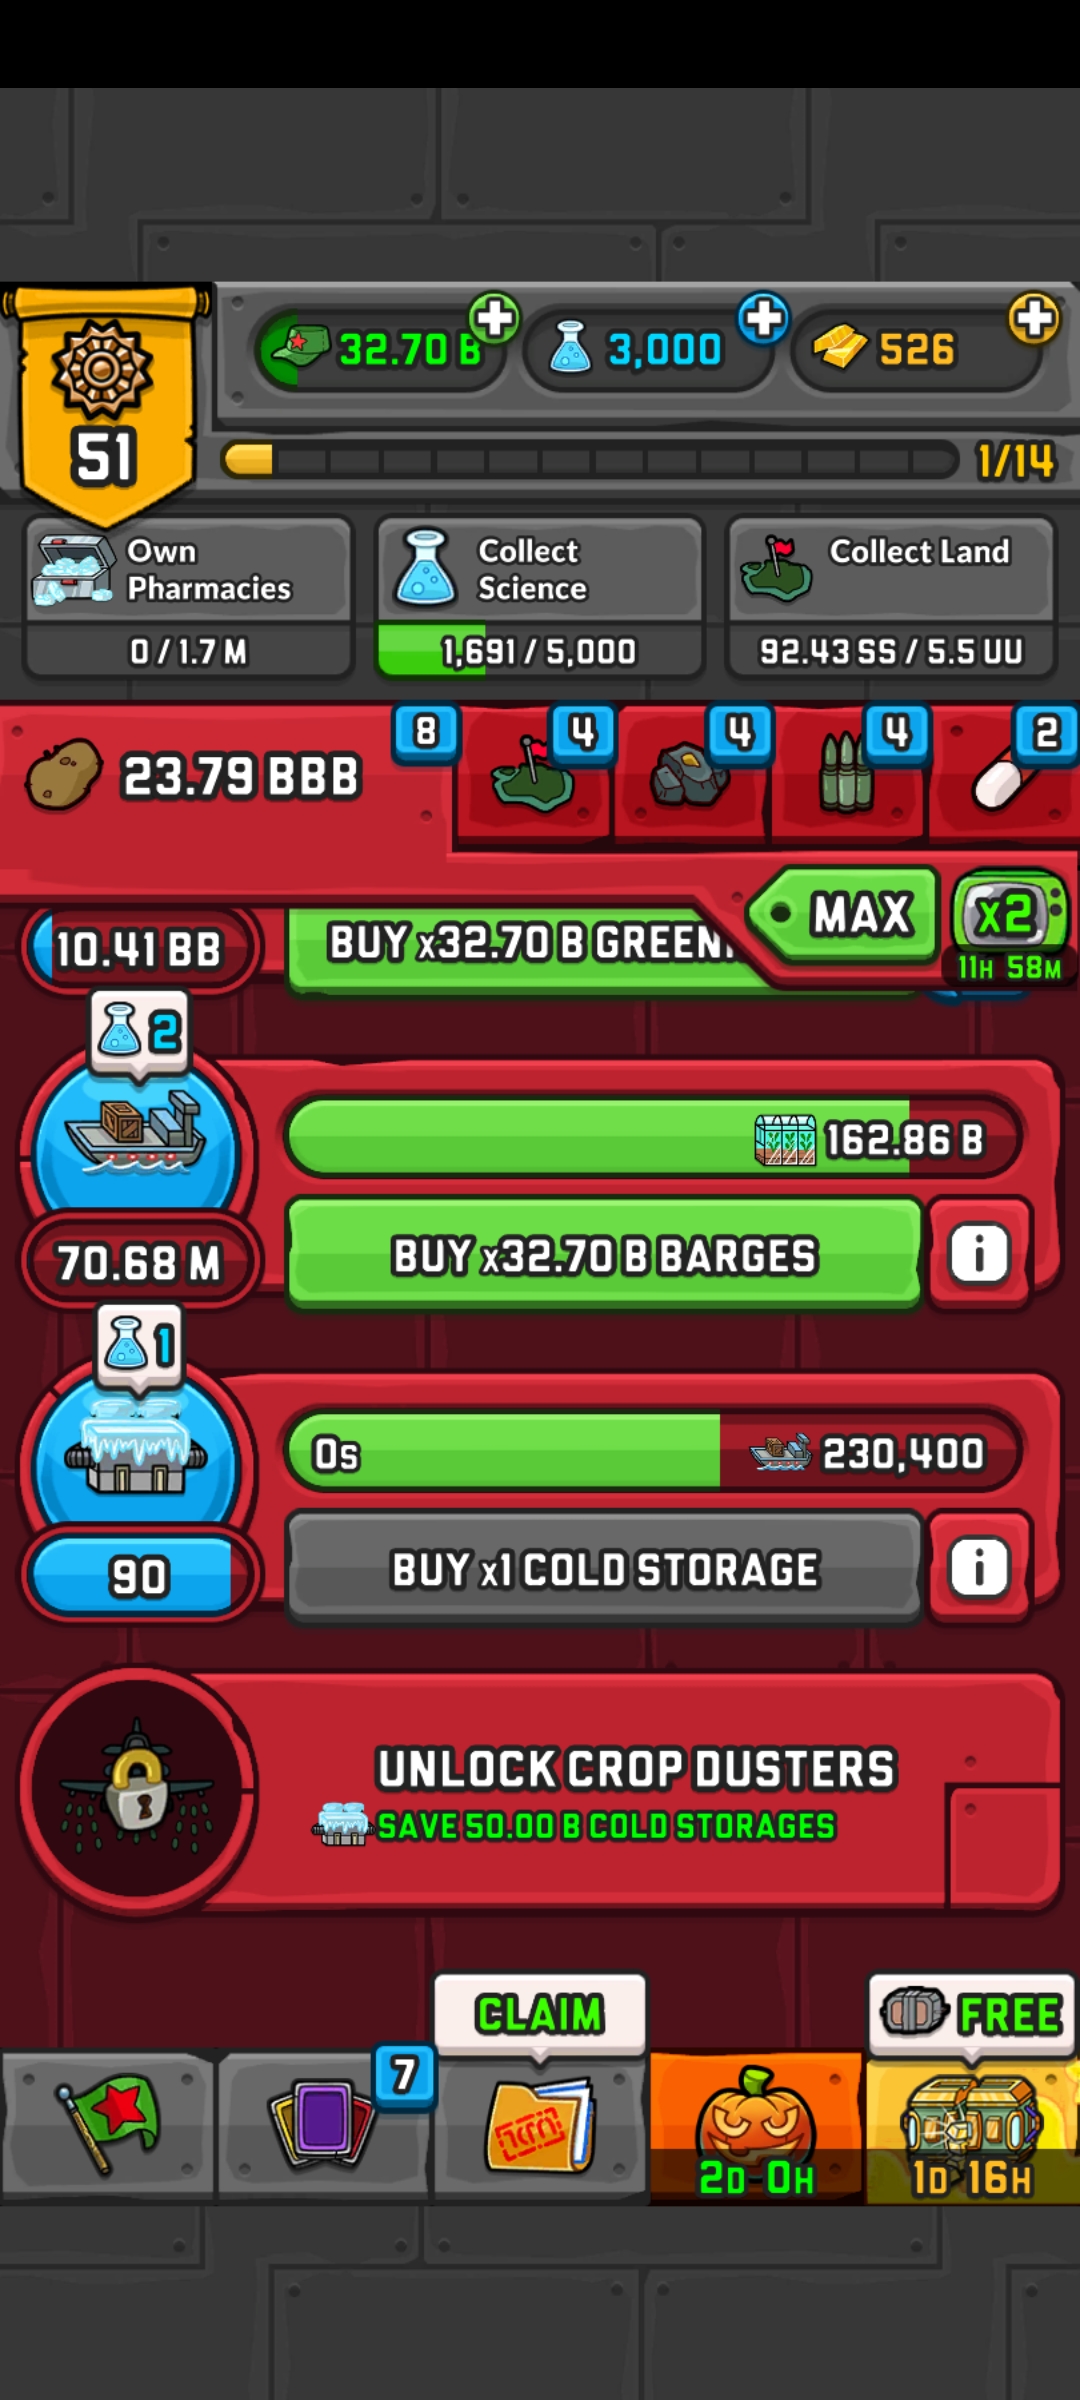 32.70 B
3,000
526
51
1/14
Own
Pharmacies
0 / 1.7 M
Collect
Science
1,691 / 5,000
Collect Land
92.43 SS / 5.5 UU
23.79 BBB
8
4
4
4
2
MAX
x2
11H 58M
10.41 BB
BUY x32.70 B
2
162.86 B
70.68 M
BUY x32.70 B BARGES
i
1
0s
230,400
90
BUY x1 COLD STORAGE
i
UNLOCK CROP DUSTERS
SAVE 50.00 B COLD STORAGES
CLAIM
FREE
7
2D 0H
1D 16H